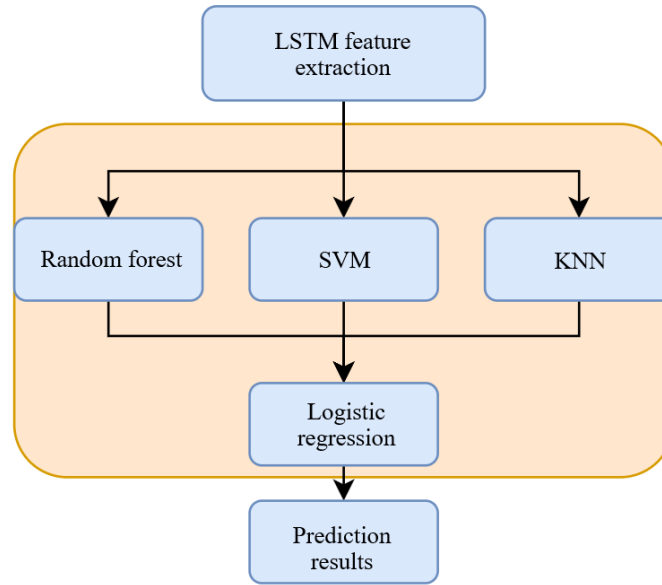 LSTM feature
extraction
Random forest
SVM
KNN
Logistic
regression
Prediction
results